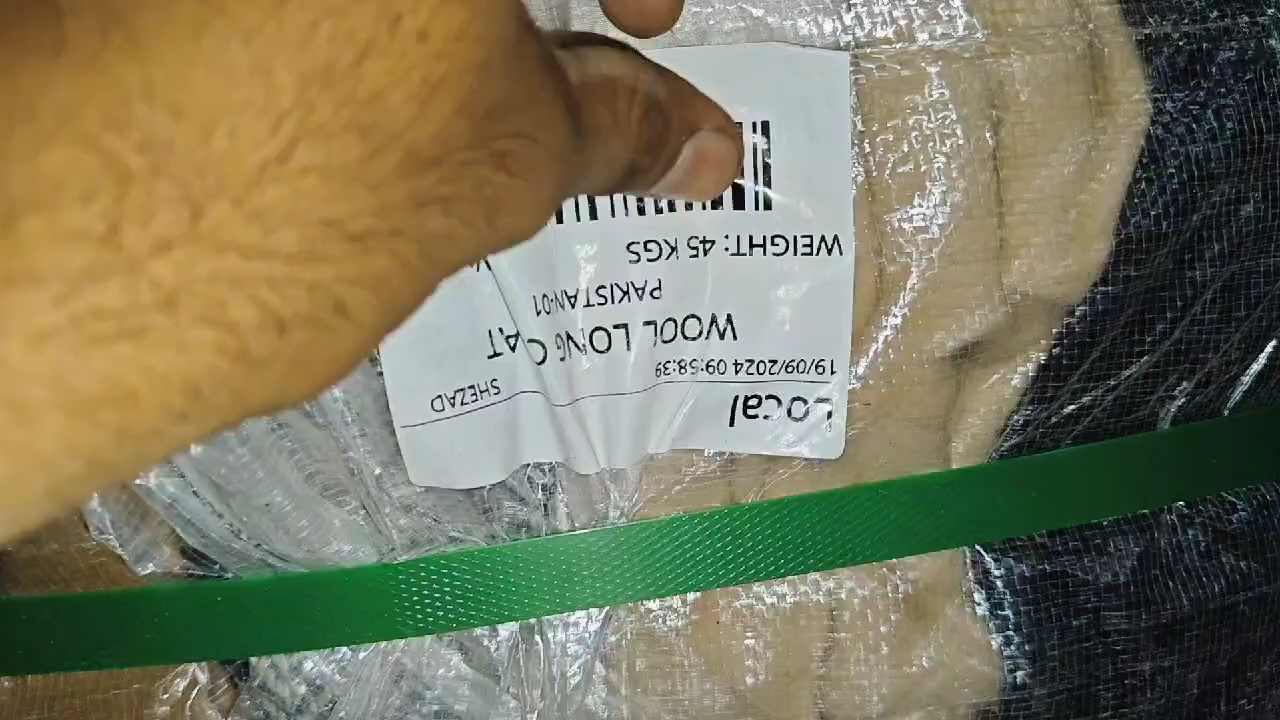 Local SHEZAD
19/09/2024 09:58:39
WOOL LONG
PAKISTAN-01
WEIGHT: 45 KGS